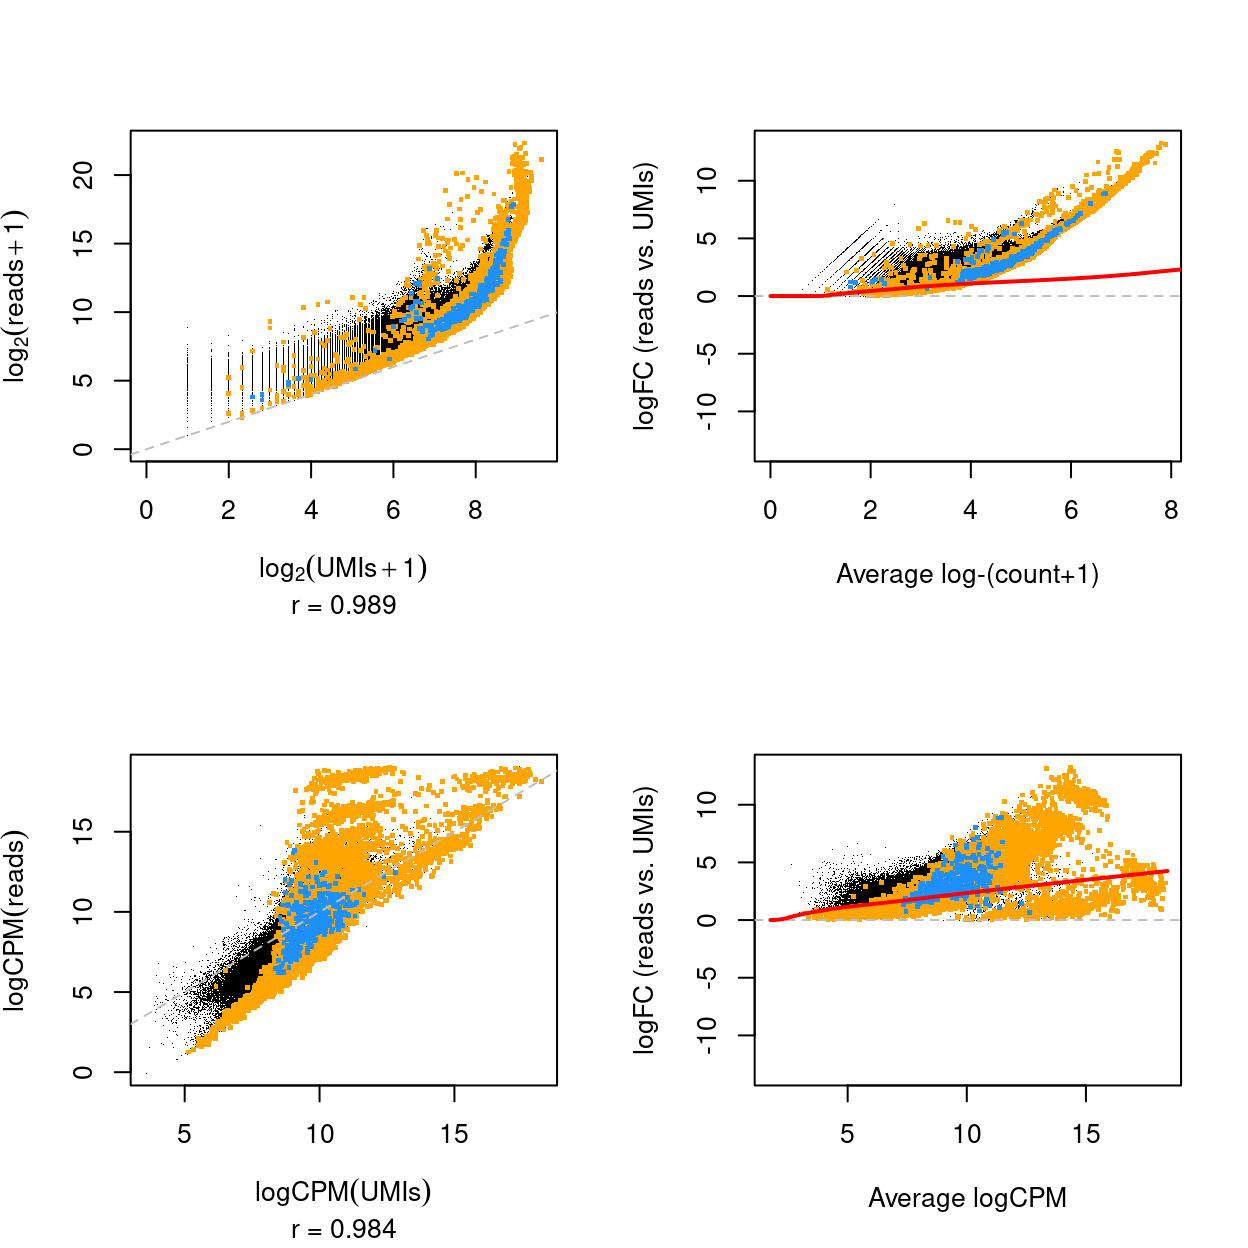 log₂(reads + 1)
20
15
10
5
0
0 2 4 6 8
log₂(UMIs + 1)
r = 0.989
logFC (reads vs. UMIs)
10
5
0
-5
-10
0 2 4 6 8
Average log-(count+1)
logCPM(reads)
15
10
5
0
5 10 15
logCPM(UMIs)
r = 0.984
logFC (reads vs. UMIs)
10
5
0
-5
-10
5 10 15
Average logCPM